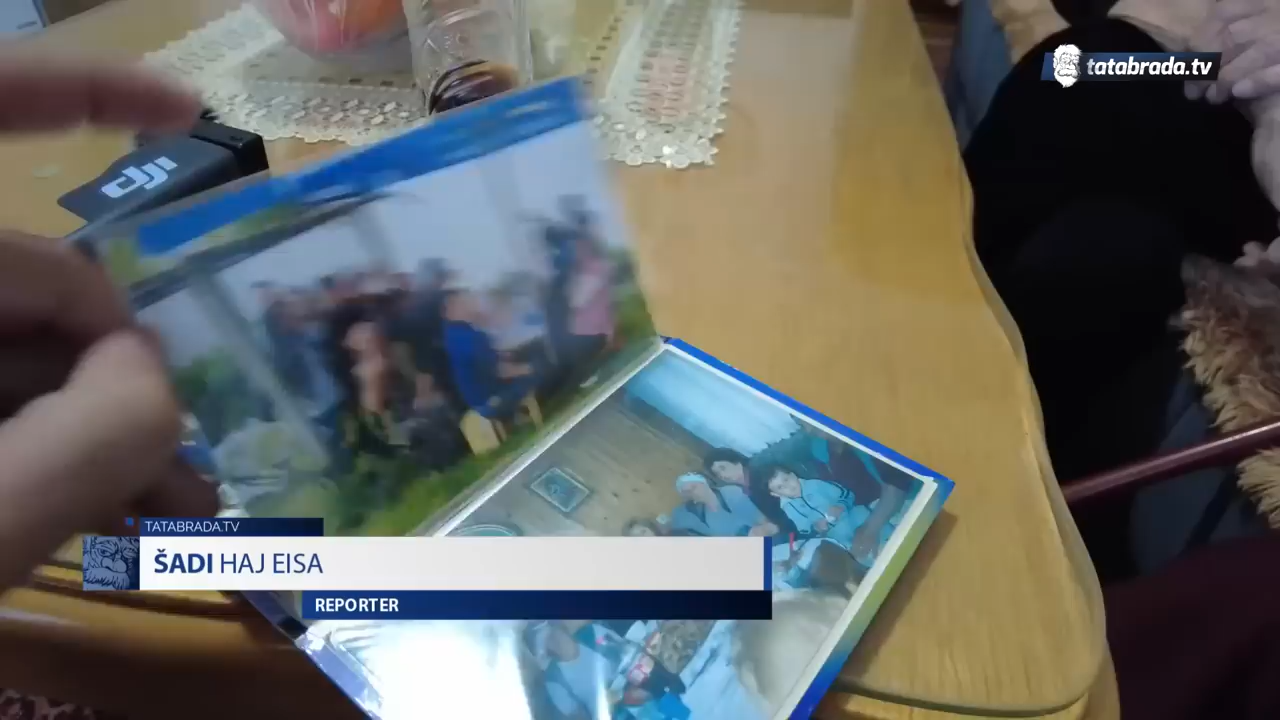 tatabrada.tv
dji
TATABRADA.TV
ŠADI HAJ EISA
REPORTER